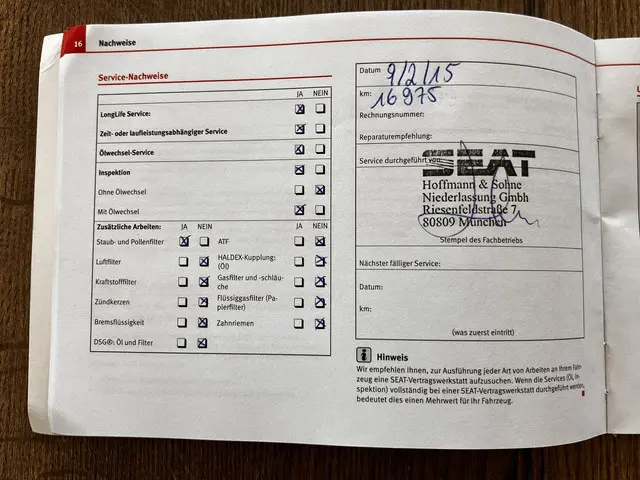 16 Nachweise
Service-Nachweise
JA NEIN
LongLife Service:
Zeit- oder laufleistungsabhängiger Service
Ölwechsel-Service
Inspektion
Ohne Ölwechsel
Mit Ölwechsel
Zusätzliche Arbeiten: JA NEIN JA NEIN
Staub- und Pollenfilter ATF
Luftfilter HALDEX-Kupplung:
(Öl)
Kraftstofffilter Gasfilter und -schläu-
che
Zündkerzen Flüssiggasfilter (Pa-
pierfilter)
Bremsflüssigkeit Zahnriemen
DSG®: Öl und Filter
Datum 9/2/15
km: 16975
Rechnungsnummer:
Reparaturempfehlung:
Service durchgeführt von:
SEAT
Hoffmann & Sohne
Niederlassung Gmbh
Riesenfeldstraße 7
80809 München
Stempel des Fachbetriebs
Nächster fälliger Service:
Datum:
km:
(was zuerst eintritt)
Hinweis
Wir empfehlen Ihnen, zur Ausführung jeder Art von Arbeiten an Ihrem Fahr-
zeug eine SEAT-Vertragswerkstatt aufzusuchen. Wenn die Services (Öl, In-
spektion) vollständig bei einer SEAT-Vertragswerkstatt durchgeführt werden,
bedeutet dies einen Mehrwert für Ihr Fahrzeug.